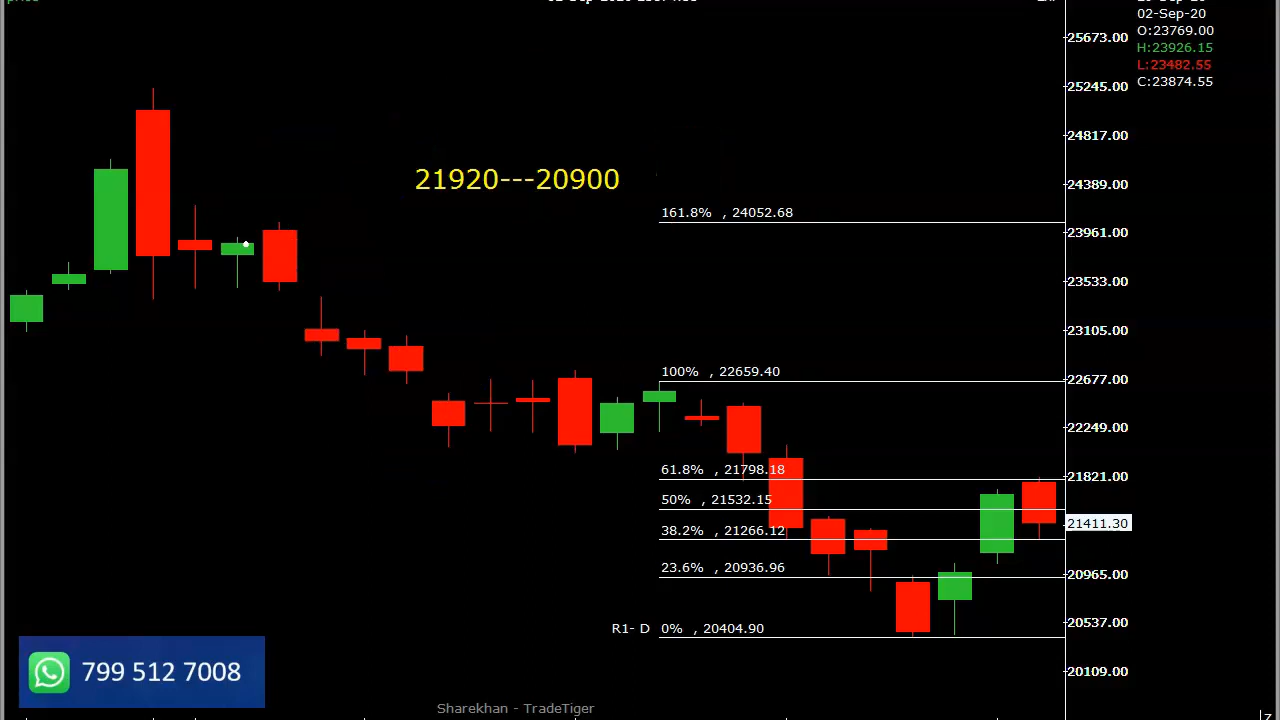 02-Sep-20
O:23769.00
H:23926.15
L:23482.55
C:23874.55
25673.00
25245.00
24817.00
24389.00
23961.00
23533.00
23105.00
22677.00
22249.00
21821.00
21411.30
20965.00
20537.00
20109.00
21920---20900
161.8% , 24052.68
100% , 22659.40
61.8% , 21798.18
50% , 21532.15
38.2% , 21266.12
23.6% , 20936.96
R1- D 0% , 20404.90
799 512 7008
Sharekhan - TradeTiger